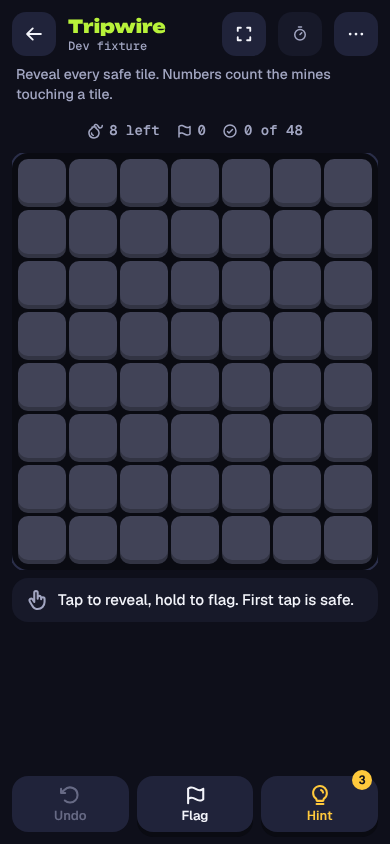 Tripwire
Dev fixture
Reveal every safe tile. Numbers count the mines
touching a tile.
8 left 0 0 of 48
Tap to reveal, hold to flag. First tap is safe.
3
Undo Flag Hint